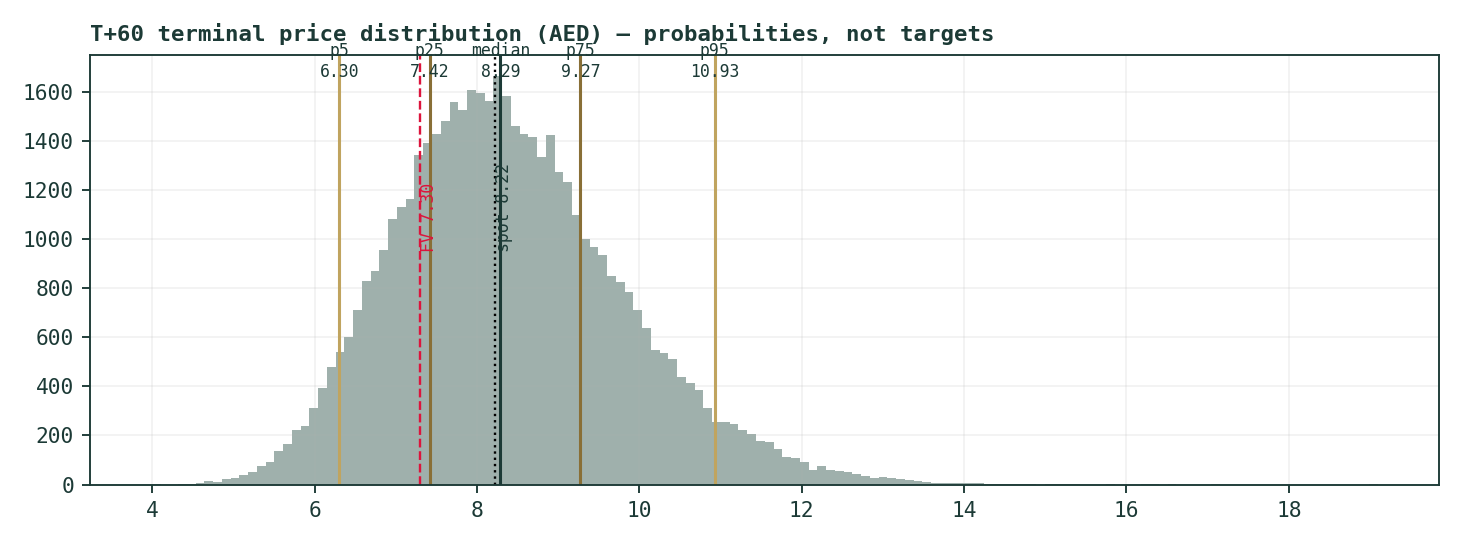 T+60 terminal price distribution (AED) — probabilities, not targets
p5 p25 median p75 p95
6.30 7.42 8.29 9.27 10.93
1600
1400
1200
1000
800
600
400
200
0
FV 7.30
spot 8.22
4 6 8 10 12 14 16 18